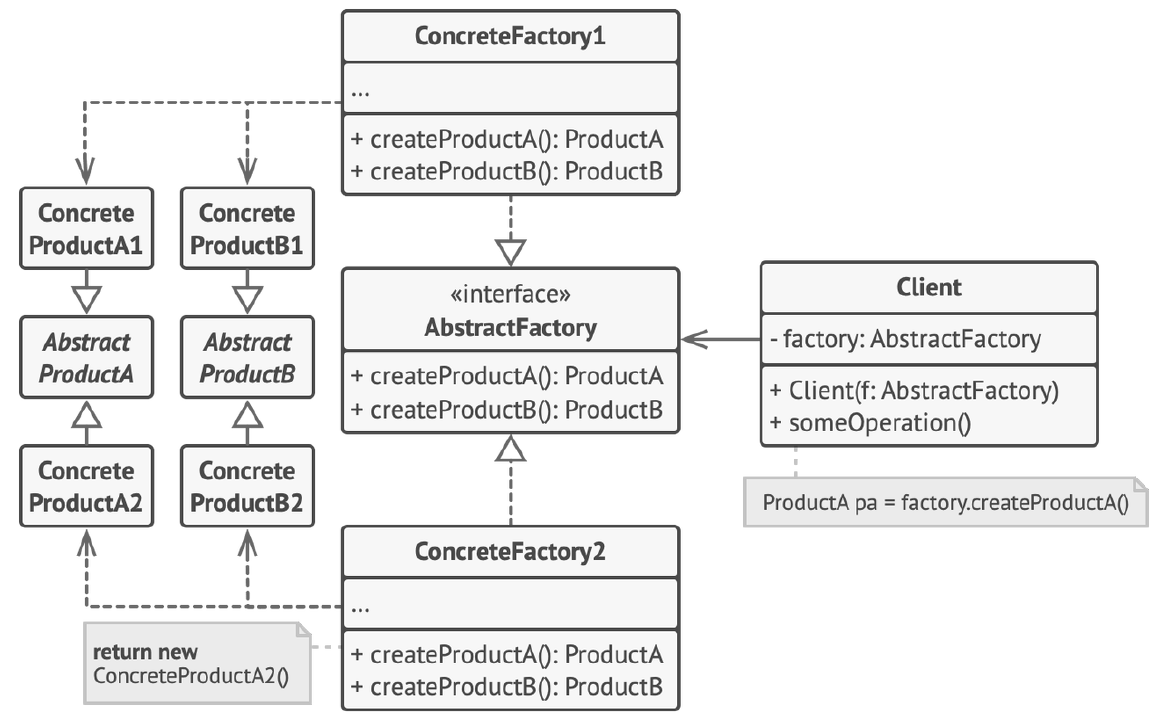 ConcreteFactory1
...
+ createProductA(): ProductA
+ createProductB(): ProductB
Concrete
ProductA1
Concrete
ProductB1
Abstract
ProductA
Abstract
ProductB
Concrete
ProductA2
Concrete
ProductB2
«interface»
AbstractFactory
+ createProductA(): ProductA
+ createProductB(): ProductB
Client
- factory: AbstractFactory
+ Client(f: AbstractFactory)
+ someOperation()
ProductA pa = factory.createProductA()
ConcreteFactory2
...
+ createProductA(): ProductA
+ createProductB(): ProductB
return new
ConcreteProductA2()